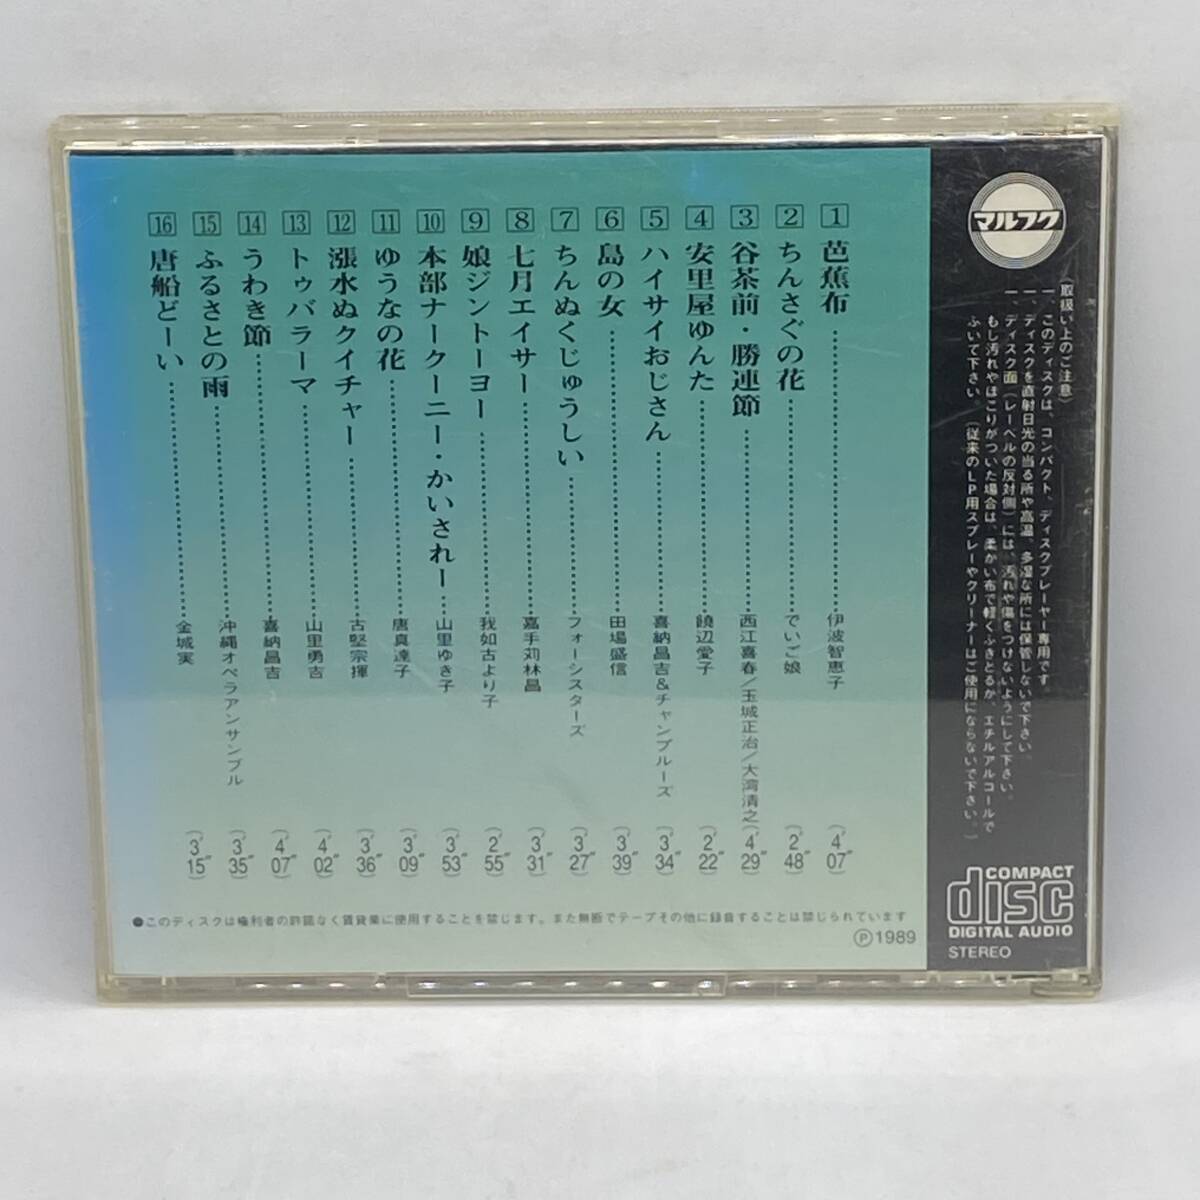 マルフク
(取扱い上のご注意)
一、このディスクは、コンパクト、ディスクプレーヤー専用です。
一、ディスクを直射日光の当る所や高温、多湿な所には保管しないで下さい。
一、ディスク面(レーベルの反対側)には、汚れや傷をつけないようにして下さい。
もし汚れやほこりがついた場合は、柔かい布で軽くふきとるか、エチルアルコールで
ふいて下さい。(従来のLP用スプレーやクリーナーはご使用にならないで下さい。)
COMPACT
disc
DIGITAL AUDIO
STEREO
1 芭蕉布 伊波智恵子 (4′07″)
2 ちんさぐの花 でいご娘 (2′48″)
3 谷茶前・勝連節 西江喜春/玉城正治/大湾清之 (4′29″)
4 安里屋ゆんた 饒辺愛子 (2′22″)
5 ハイサイおじさん 喜納昌吉&チャンプルーズ (3′34″)
6 島の女 田場盛信 (3′39″)
7 ちんぬくじゅうしい フォーシスターズ (3′27″)
8 七月エイサー 嘉手苅林昌 (3′31″)
9 娘ジントーヨー 我如古より子 (2′55″)
10 本部ナークーニー・かいされー 山里ゆき子 (3′53″)
11 ゆうなの花 唐真達子 (3′09″)
12 漲水ぬクイチャー 古堅宗揮 (3′36″)
13 トゥバラーマ 山里勇吉 (4′02″)
14 うわき節 喜納昌吉 (4′07″)
15 ふるさとの雨 沖縄オペラアンサンブル (3′35″)
16 唐船どーい 金城実 (3′15″)
●このディスクは権利者の許諾なく賃貸業に使用することを禁じます。また無断でテープその他に録音することは禁じられています
Ⓟ1989